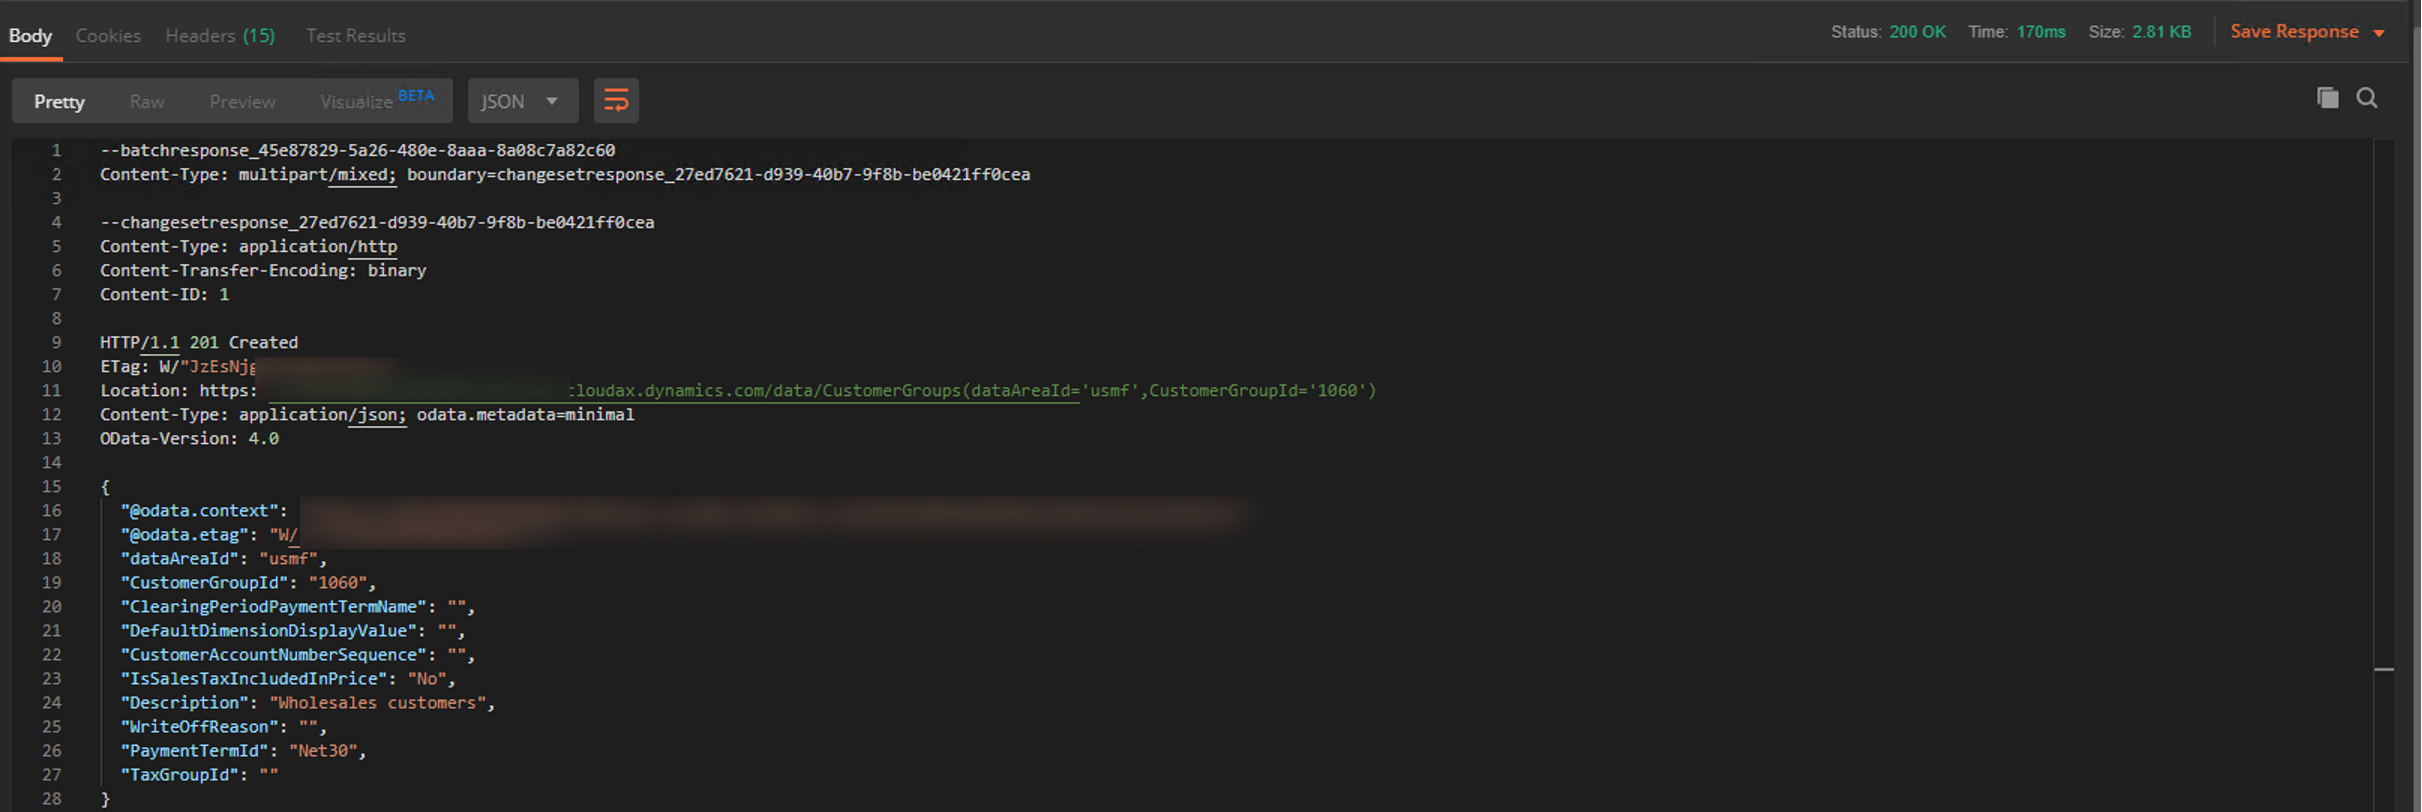 Body Cookies Headers (15) Test Results Status: 200 OK Time: 170ms Size: 2.81 KB Save Response
Pretty Raw Preview Visualize BETA JSON
1 --batchresponse_45e87829-5a26-480e-8aaa-8a08c7a82c60
2 Content-Type: multipart/mixed; boundary=changesetresponse_27ed7621-d939-40b7-9f8b-be0421ff0cea
3
4 --changesetresponse_27ed7621-d939-40b7-9f8b-be0421ff0cea
5 Content-Type: application/http
6 Content-Transfer-Encoding: binary
7 Content-ID: 1
8
9 HTTP/1.1 201 Created
10 ETag: W/"JzEsNjg
11 Location: https: cloudax.dynamics.com/data/CustomerGroups(dataAreaId='usmf',CustomerGroupId='1060')
12 Content-Type: application/json; odata.metadata=minimal
13 OData-Version: 4.0
14
15 {
16 "@odata.context":
17 "@odata.etag": "W/
18 "dataAreaId": "usmf",
19 "CustomerGroupId": "1060",
20 "ClearingPeriodPaymentTermName": "",
21 "DefaultDimensionDisplayValue": "",
22 "CustomerAccountNumberSequence": "",
23 "IsSalesTaxIncludedInPrice": "No",
24 "Description": "Wholesales customers",
25 "WriteOffReason": "",
26 "PaymentTermId": "Net30",
27 "TaxGroupId": ""
28 }